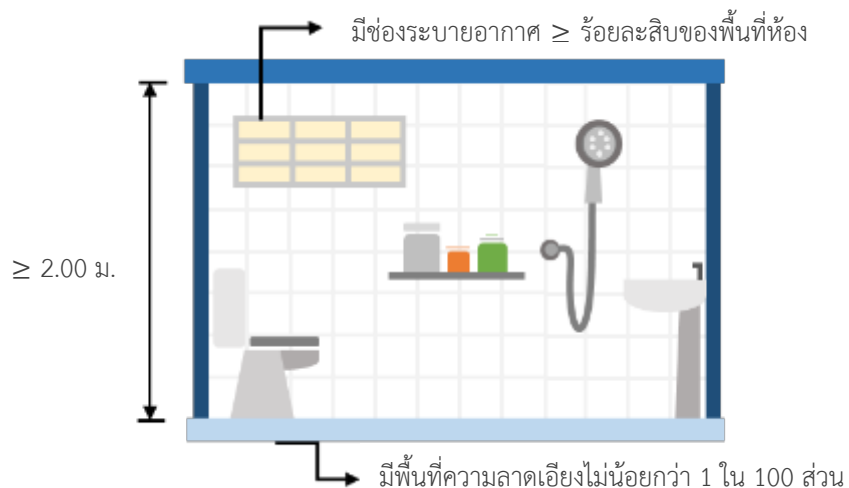 มีช่องระบายอากาศ ≥ ร้อยละสิบของพื้นที่ห้อง
≥ 2.00 ม.
มีพื้นที่ความลาดเอียงไม่น้อยกว่า 1 ใน 100 ส่วน